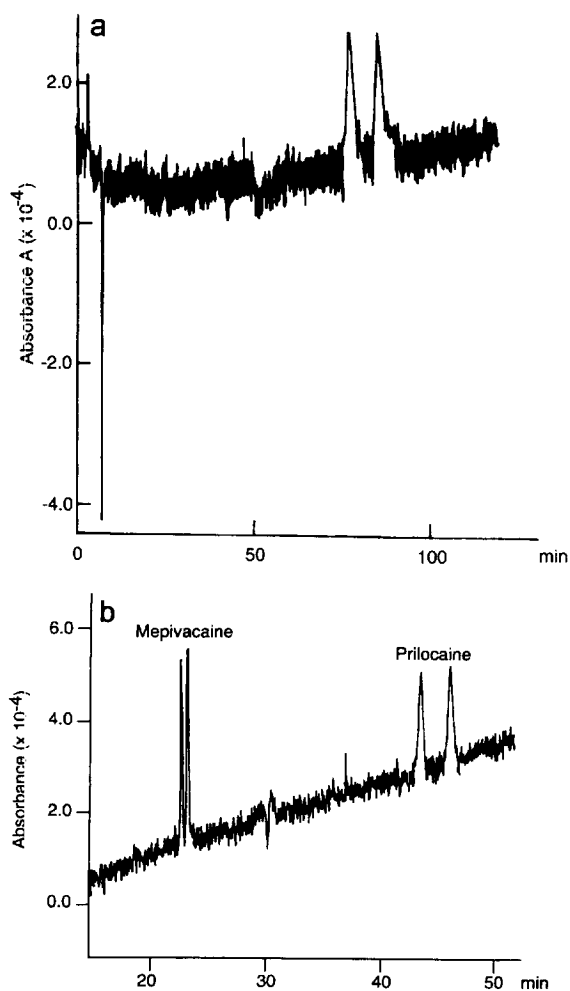 a
2.0
0.0
-2.0
-4.0
Absorbance A (x 10⁻⁴)
0
50
100
min
b
Mepivacaine
Prilocaine
6.0
4.0
2.0
0.0
Absorbance (x 10⁻⁴)
20
30
40
50
min